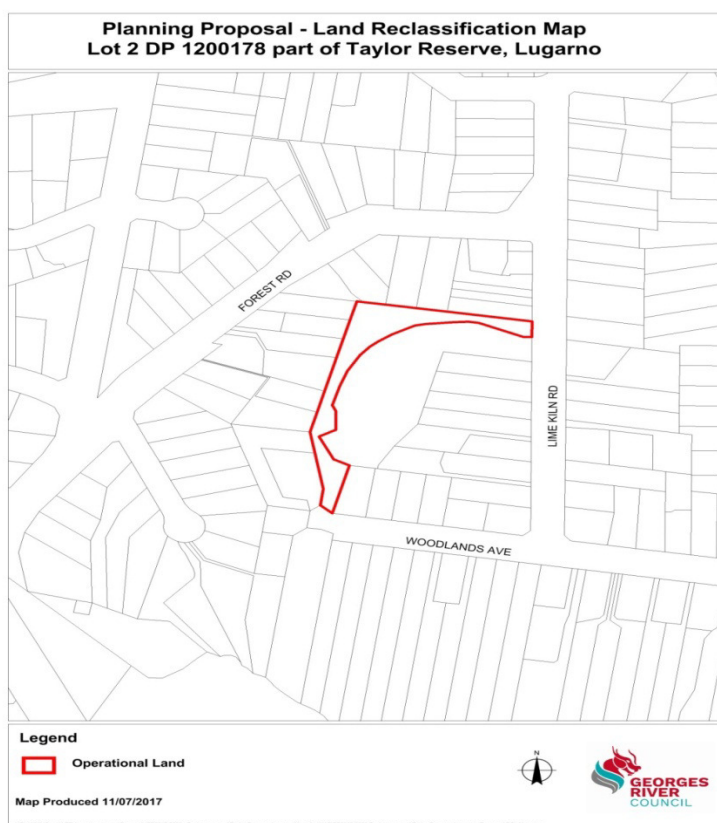 Planning Proposal - Land Reclassification Map
Lot 2 DP 1200178 part of Taylor Reserve, Lugarno
FOREST RD
LIME KILN RD
WOODLANDS AVE
Legend
Operational Land
N
Map Produced 11/07/2017
GEORGES
RIVER
COUNCIL